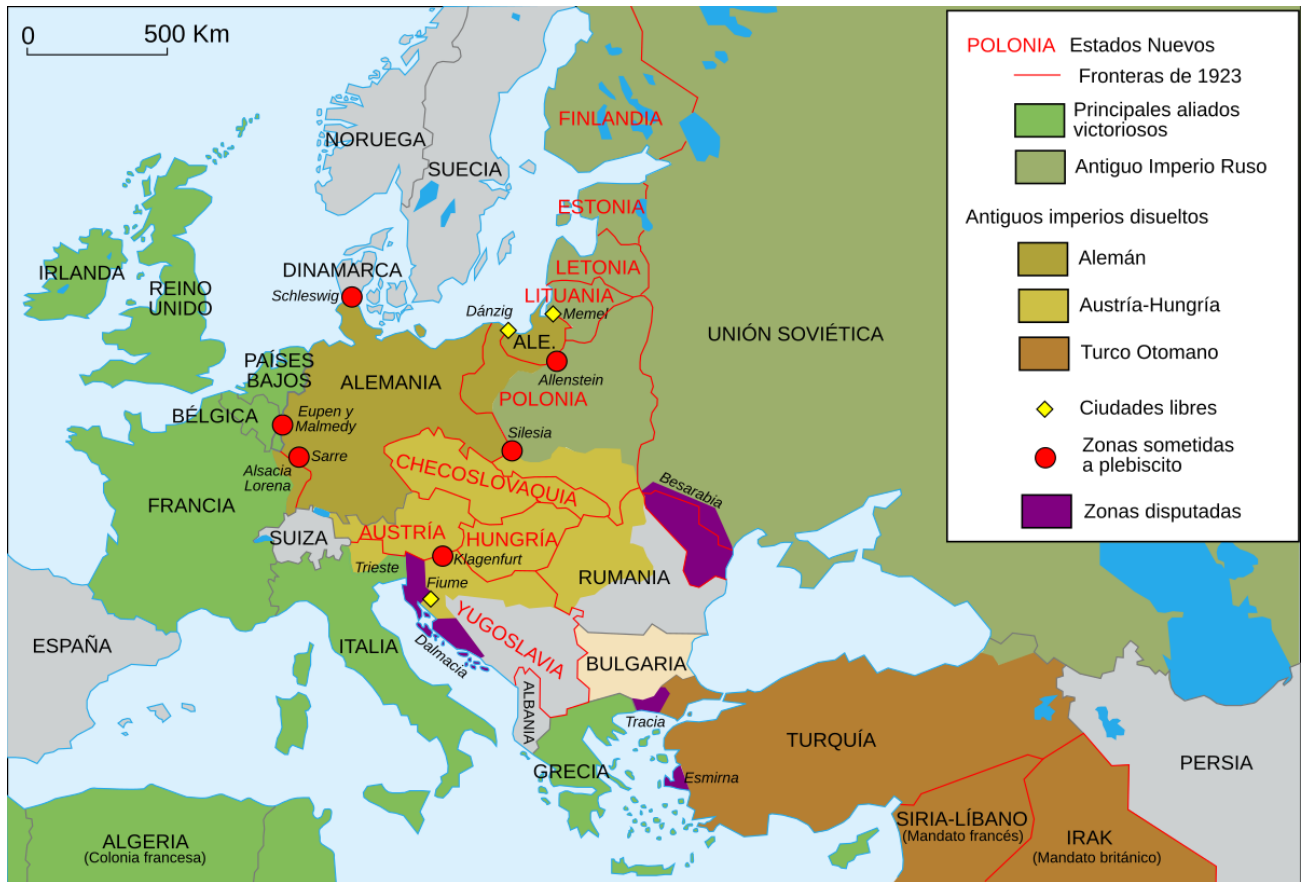 0 500 Km
POLONIA Estados Nuevos
Fronteras de 1923
Principales aliados
victoriosos
Antiguo Imperio Ruso
Antiguos imperios disueltos
Alemán
Austría-Hungría
Turco Otomano
Ciudades libres
Zonas sometidas
a plebiscito
Zonas disputadas
FINLANDIA
NORUEGA
SUECIA
ESTONIA
LETONIA
LITUANIA
Memel
DINAMARCA
Schleswig
IRLANDA
REINO
UNIDO
Dánzig
ALE.
Allenstein
UNIÓN SOVIÉTICA
PAÍSES
BAJOS
ALEMANIA
POLONIA
BÉLGICA
Eupen y
Malmedy
Silesia
Sarre
Alsacia
Lorena
CHECOSLOVAQUIA
Besarabia
FRANCIA
SUIZA
AUSTRÍA
HUNGRÍA
Klagenfurt
Trieste
Fiume
RUMANIA
YUGOSLAVIA
ESPAÑA
ITALIA
Dalmacia
BULGARIA
ALBANIA
Tracia
TURQUÍA
GRECIA
Esmirna
PERSIA
SIRIA-LÍBANO
(Mandato francés)
IRAK
(Mandato británico)
ALGERIA
(Colonia francesa)